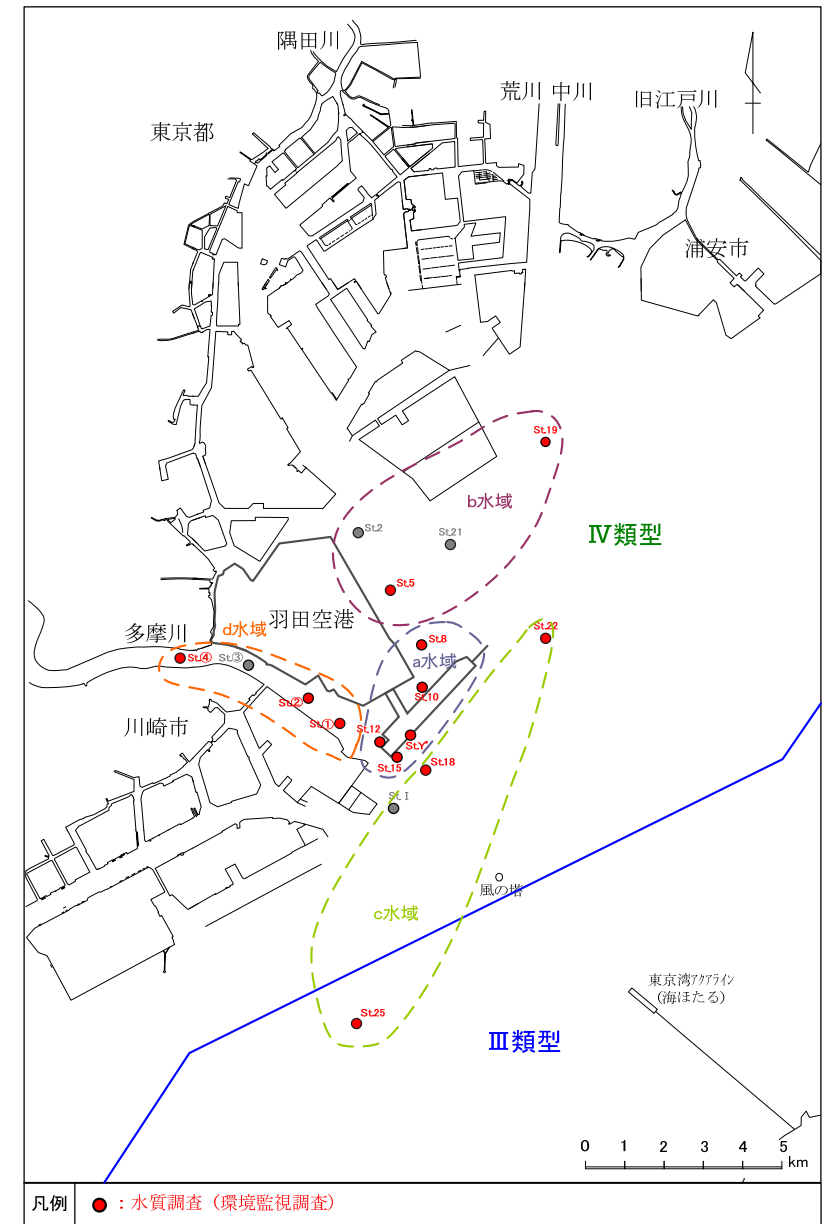 隅田川
荒川 中川
旧江戸川
東京都
浦安市
St.19
b水域
St.2
St.21
Ⅳ類型
St.5
羽田空港
多摩川
d水域
St.8
St.22
St.④
St.③
a水域
St.10
St.②
川崎市
St.①
St.12
St.Y'
St.15
St.18
St.Ⅰ
風の塔
c水域
東京湾アクアライン
(海ほたる)
St.25
Ⅲ類型
0 1 2 3 4 5
km
凡例
：水質調査（環境監視調査）